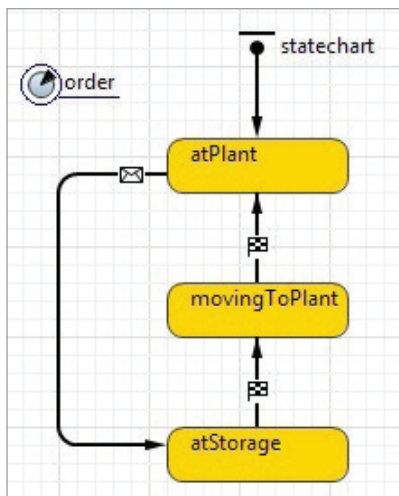 statechart
order
atPlant
movingToPlant
atStorage